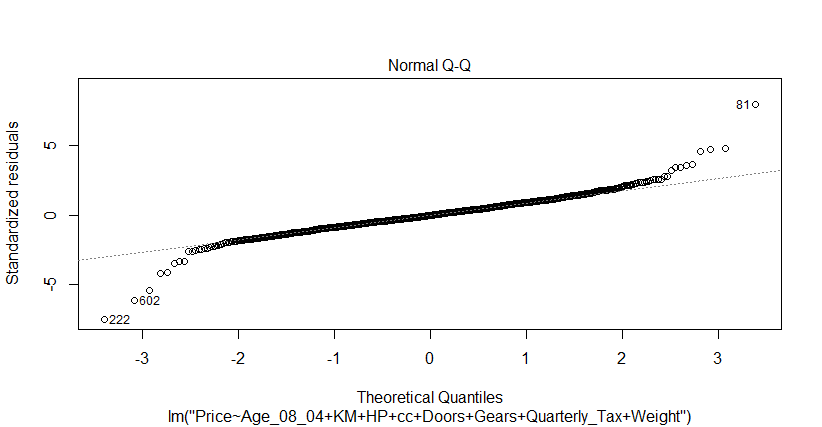 Normal Q-Q
Standardized residuals
5
0
-5
81
602
222
-3 -2 -1 0 1 2 3
Theoretical Quantiles
lm("Price~Age_08_04+KM+HP+cc+Doors+Gears+Quarterly_Tax+Weight")